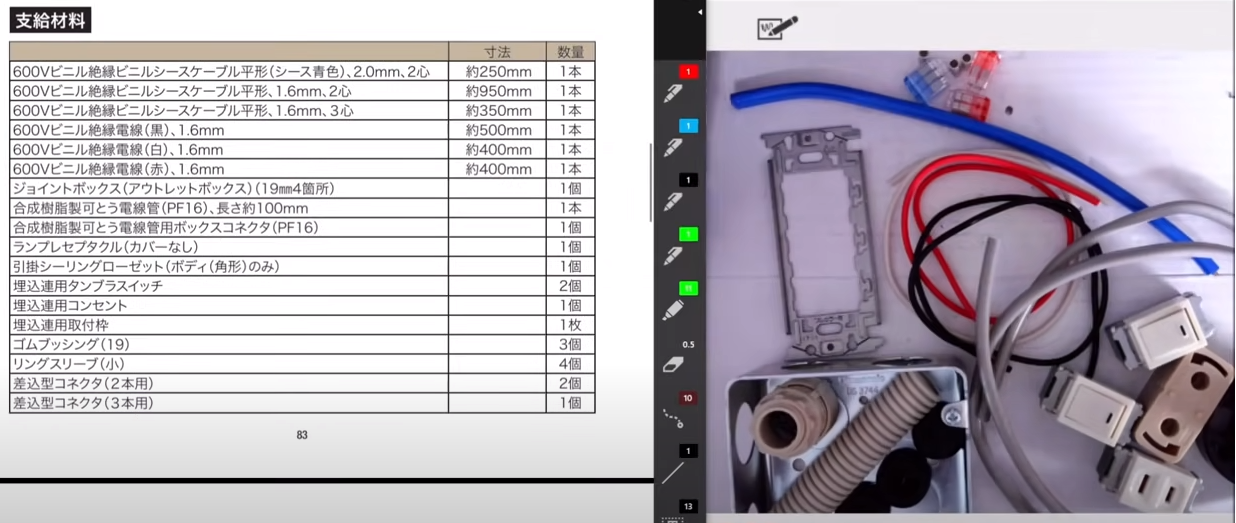 支給材料
寸法 数量
600Vビニル絶縁ビニルシースケーブル平形(シース青色)、2.0mm、2心 約250mm 1本
600Vビニル絶縁ビニルシースケーブル平形、1.6mm、2心 約950mm 1本
600Vビニル絶縁ビニルシースケーブル平形、1.6mm、3心 約350mm 1本
600Vビニル絶縁電線(黒)、1.6mm 約500mm 1本
600Vビニル絶縁電線(白)、1.6mm 約400mm 1本
600Vビニル絶縁電線(赤)、1.6mm 約400mm 1本
ジョイントボックス(アウトレットボックス)(19㎜4箇所) 1個
合成樹脂製可とう電線管(PF16)、長さ約100mm 1本
合成樹脂製可とう電線管用ボックスコネクタ(PF16) 1個
ランプレセプタクル(カバーなし) 1個
引掛シーリングローゼット(ボディ(角形)のみ) 1個
埋込連用タンブラスイッチ 2個
埋込連用コンセント 1個
埋込連用取付枠 1枚
ゴムブッシング(19) 3個
リングスリーブ(小) 4個
差込型コネクタ(2本用) 2個
差込型コネクタ(3本用) 1個
83
1
1
1
1
11
0.5
10
1
13